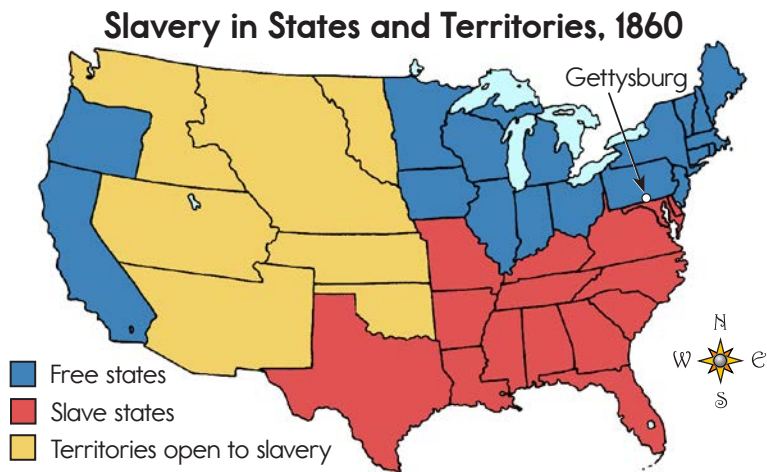 Slavery in States and Territories, 1860
Gettysburg
N
W E
S
Free states
Slave states
Territories open to slavery